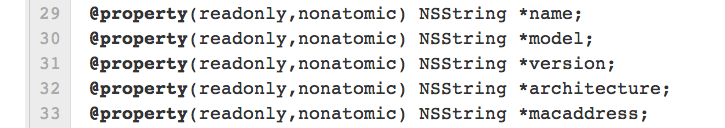 29 @property(readonly,nonatomic) NSString *name;
30 @property(readonly,nonatomic) NSString *model;
31 @property(readonly,nonatomic) NSString *version;
32 @property(readonly,nonatomic) NSString *architecture;
33 @property(readonly,nonatomic) NSString *macaddress;